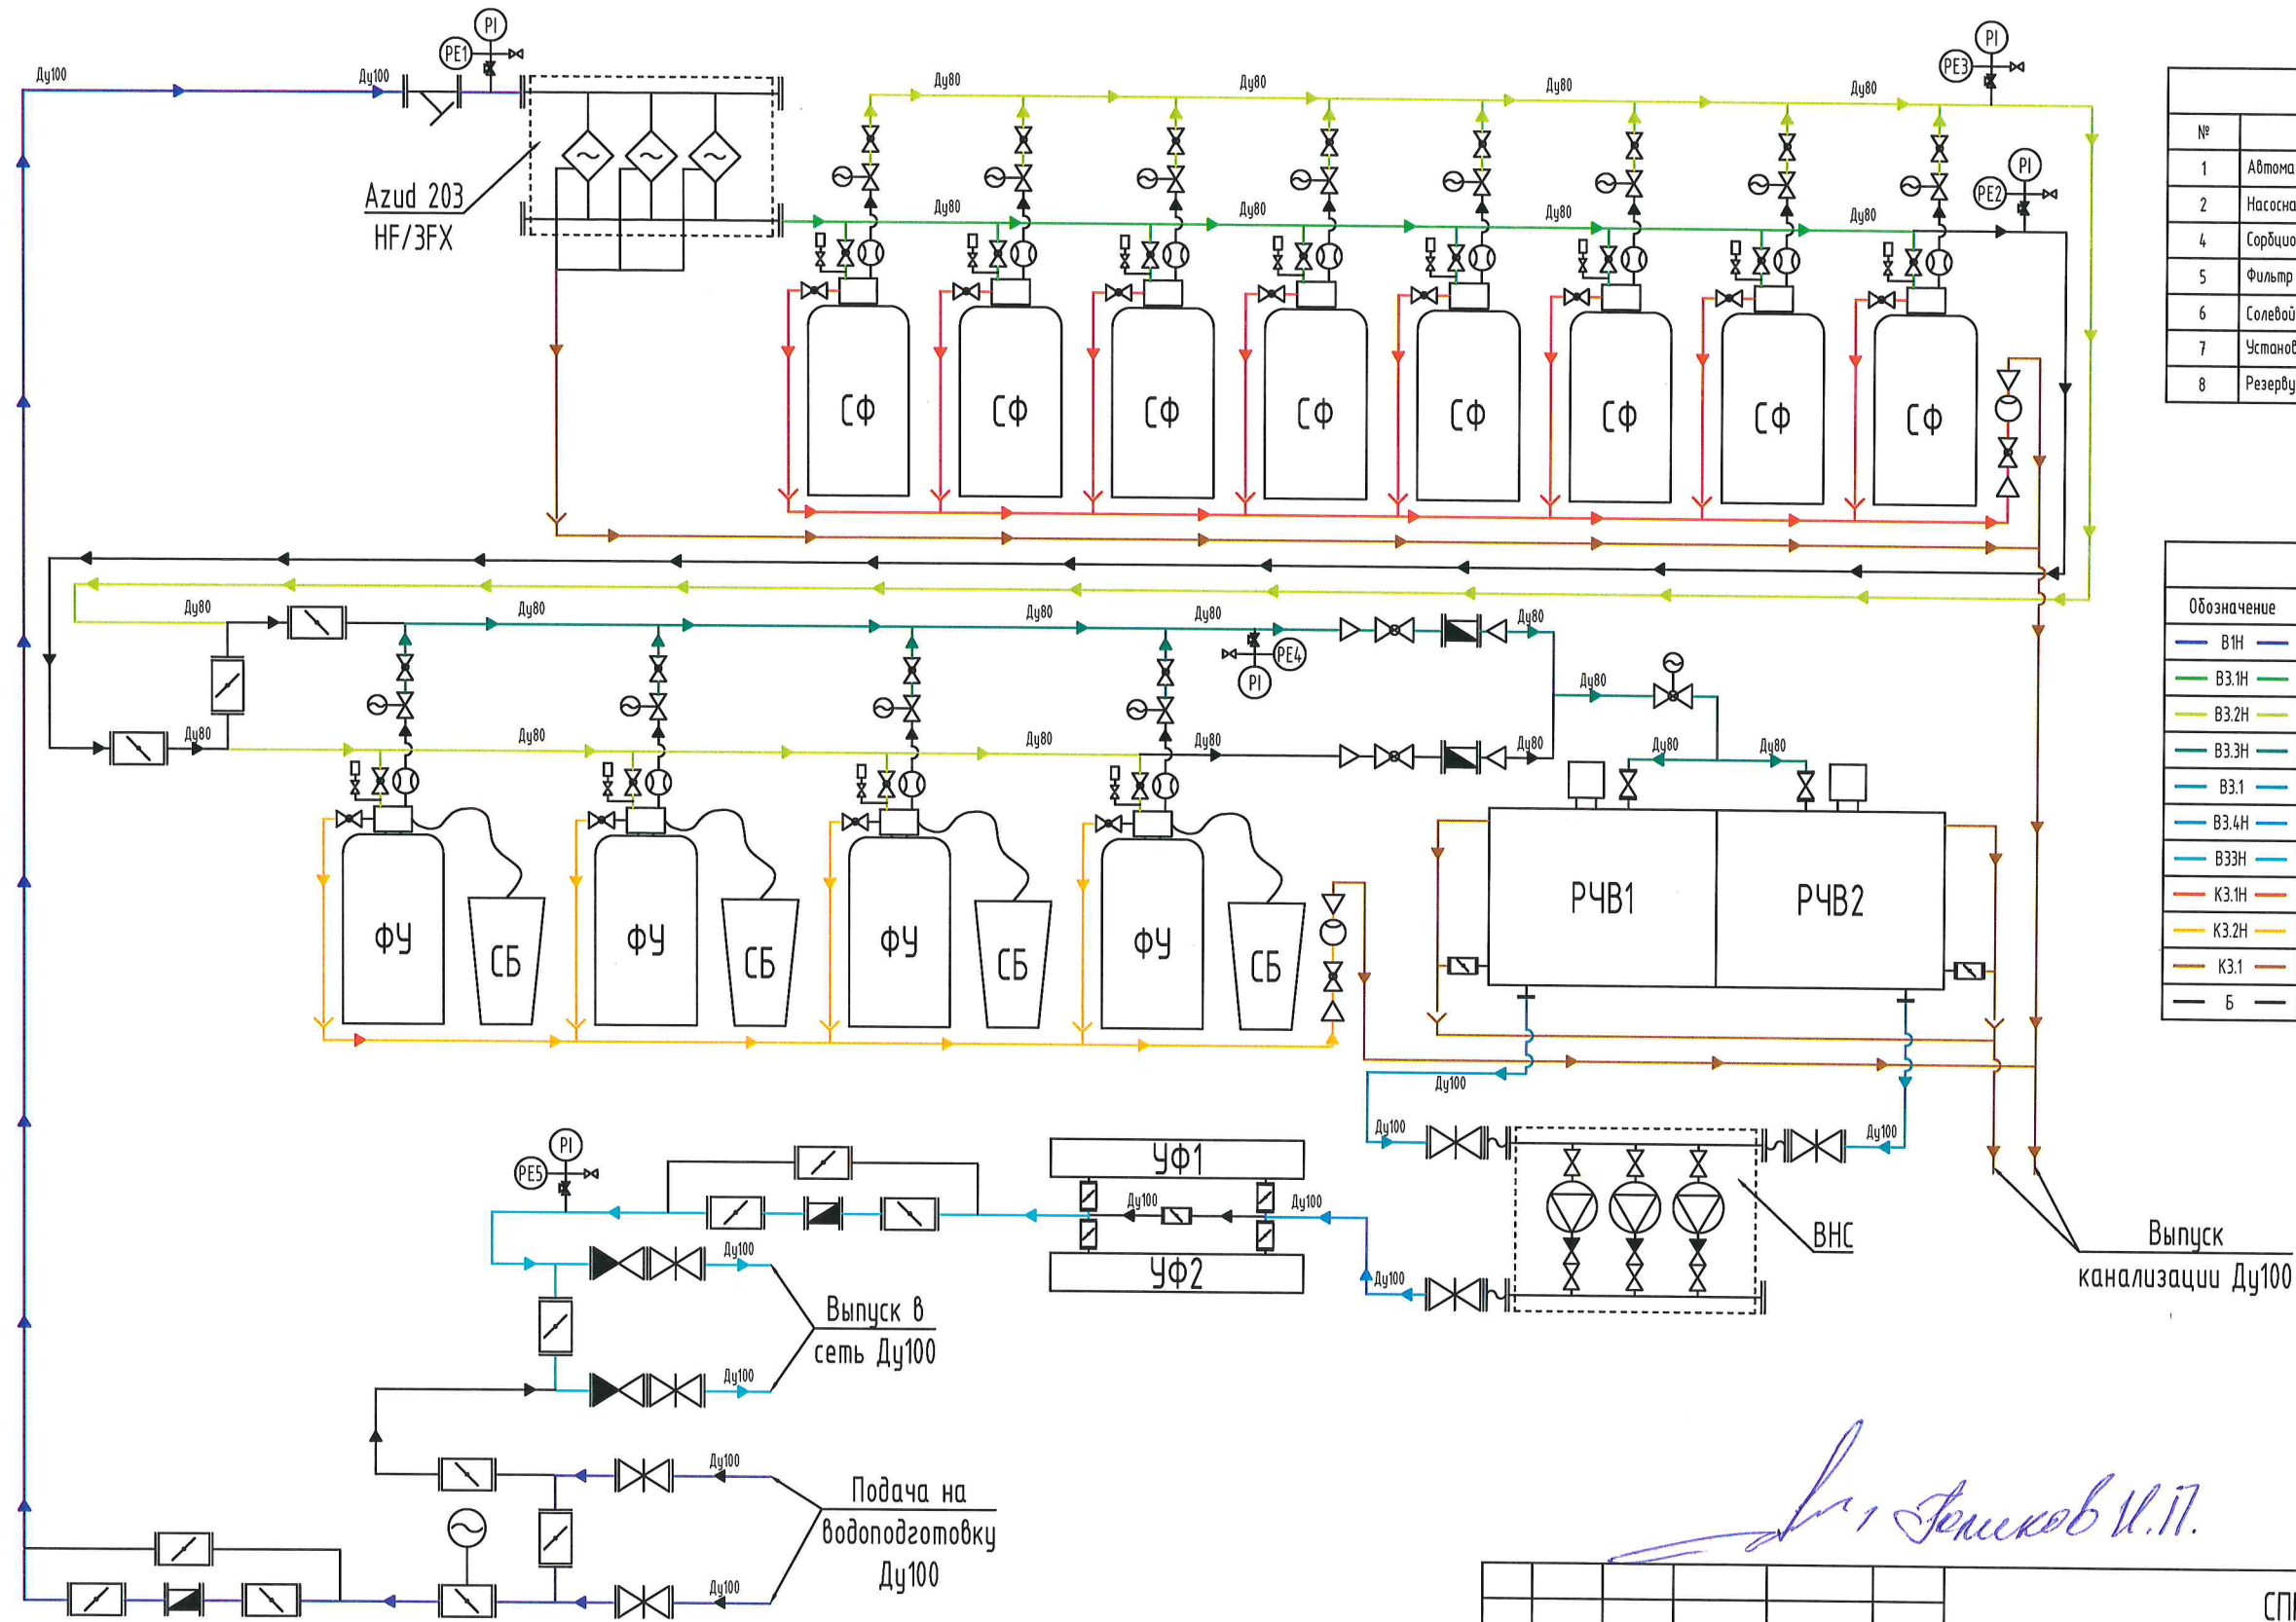 PI
PE1
Ду100
Ду100
Azud 203
HF/3FX
Ду80
Ду80
Ду80
Ду80
PI
PE3
Ду80
Ду80
Ду80
Ду80
PI
PE2
СФ
СФ
СФ
СФ
СФ
СФ
СФ
СФ
№
1 Автома
2 Насосна
4 Сорбцио
5 Фильтр
6 Солевой
7 Установ
8 Резерву
Ду80
Ду80
Ду80
Ду80
Ду80
PE4
PI
Ду80
Ду80
Ду80
Ду80
Ду80
Ду80
Ду80
Ду80
ФУ
СБ
ФУ
СБ
ФУ
СБ
ФУ
СБ
РЧВ1
РЧВ2
Обозначение
В1Н
В3.1Н
В3.2Н
В3.3Н
В3.1
В3.4Н
В33Н
К3.1Н
К3.2Н
К3.1
Б
Ду100
Ду100
Ду100
PI
PE5
УФ1
Ду100
Ду100
УФ2
Ду100
ВНС
Выпуск
канализации Ду100
Ду100
Выпуск в
сеть Ду100
Ду100
Ду100
Подача на
водоподготовку
Ду100
Ду100
И.П.